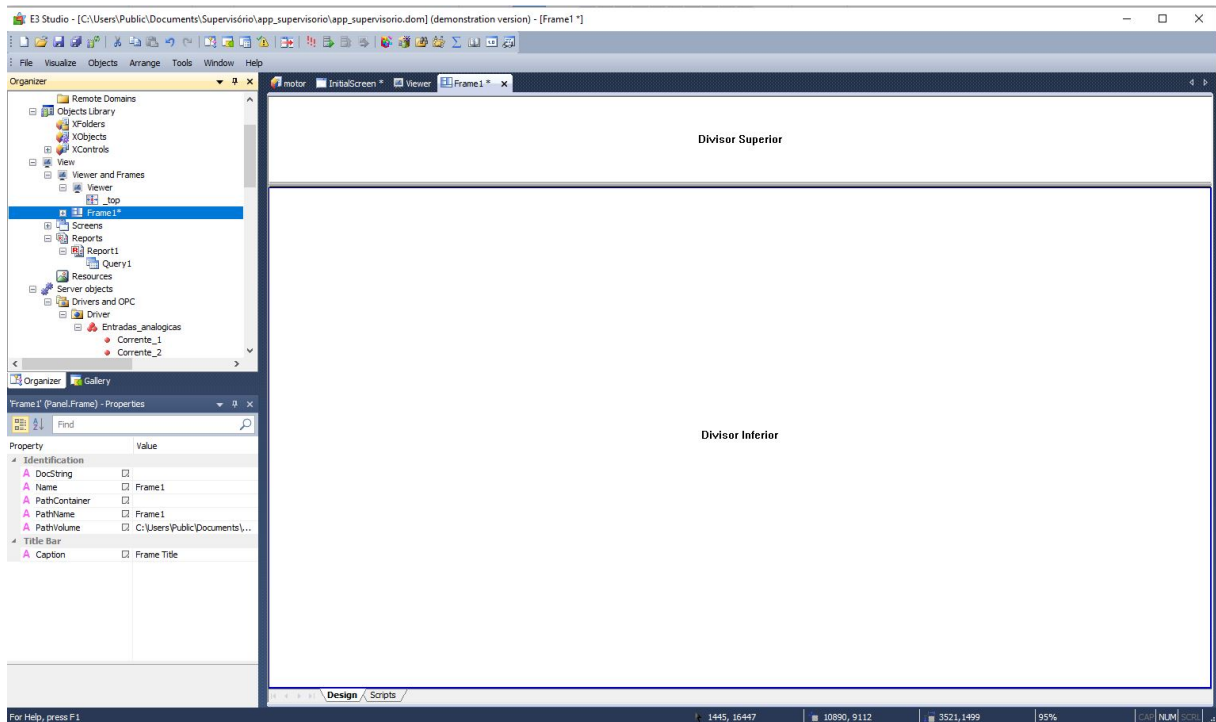 E3 Studio - [C:\Users\Public\Documents\Supervisório\app_supervisorio\app_supervisorio.dom] (demonstration version) - [Frame1 *]
File Visualize Objects Arrange Tools Window Help
Organizer
motor InitialScreen * Viewer Frame1 *
Remote Domains
Objects Library
XFolders
XObjects
XControls
View
Viewer and Frames
Viewer
_top
Frame1*
Screens
Reports
Report1
Query1
Resources
Server objects
Drivers and OPC
Driver
Entradas_analogicas
Corrente_1
Corrente_2
Organizer Gallery
'Frame1' (Panel.Frame) - Properties
Find
Property Value
Identification
DocString
Name Frame1
PathContainer
PathName Frame1
PathVolume C:\Users\Public\Documents\...
Title Bar
Caption Frame Title
Divisor Superior
Divisor Inferior
Design Scripts
For Help, press F1 1445, 16447 10890, 9112 3521,1499 95% CAP NUM SCRL